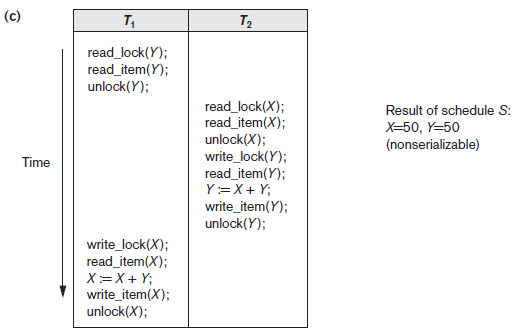 (c)
T1 T2
read_lock(Y);
read_item(Y);
unlock(Y);
read_lock(X);
read_item(X);
unlock(X);
write_lock(Y);
read_item(Y);
Y := X + Y;
write_item(Y);
unlock(Y);
write_lock(X);
read_item(X);
X := X + Y;
write_item(X);
unlock(X);
Time
Result of schedule S:
X=50, Y=50
(nonserializable)